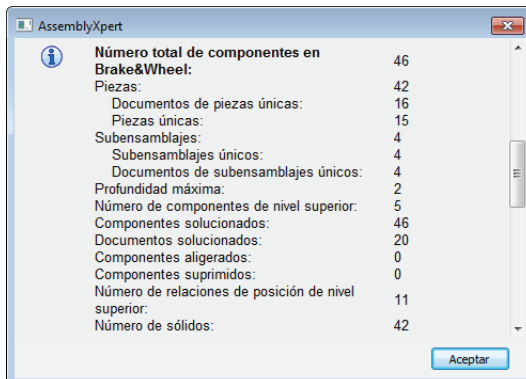 AssemblyXpert
Número total de componentes en
Brake&Wheel: 46
Piezas: 42
Documentos de piezas únicas: 16
Piezas únicas: 15
Subensamblajes: 4
Subensamblajes únicos: 4
Documentos de subensamblajes únicos: 4
Profundidad máxima: 2
Número de componentes de nivel superior: 5
Componentes solucionados: 46
Documentos solucionados: 20
Componentes aligerados: 0
Componentes suprimidos: 0
Número de relaciones de posición de nivel
superior: 11
Número de sólidos: 42
Aceptar